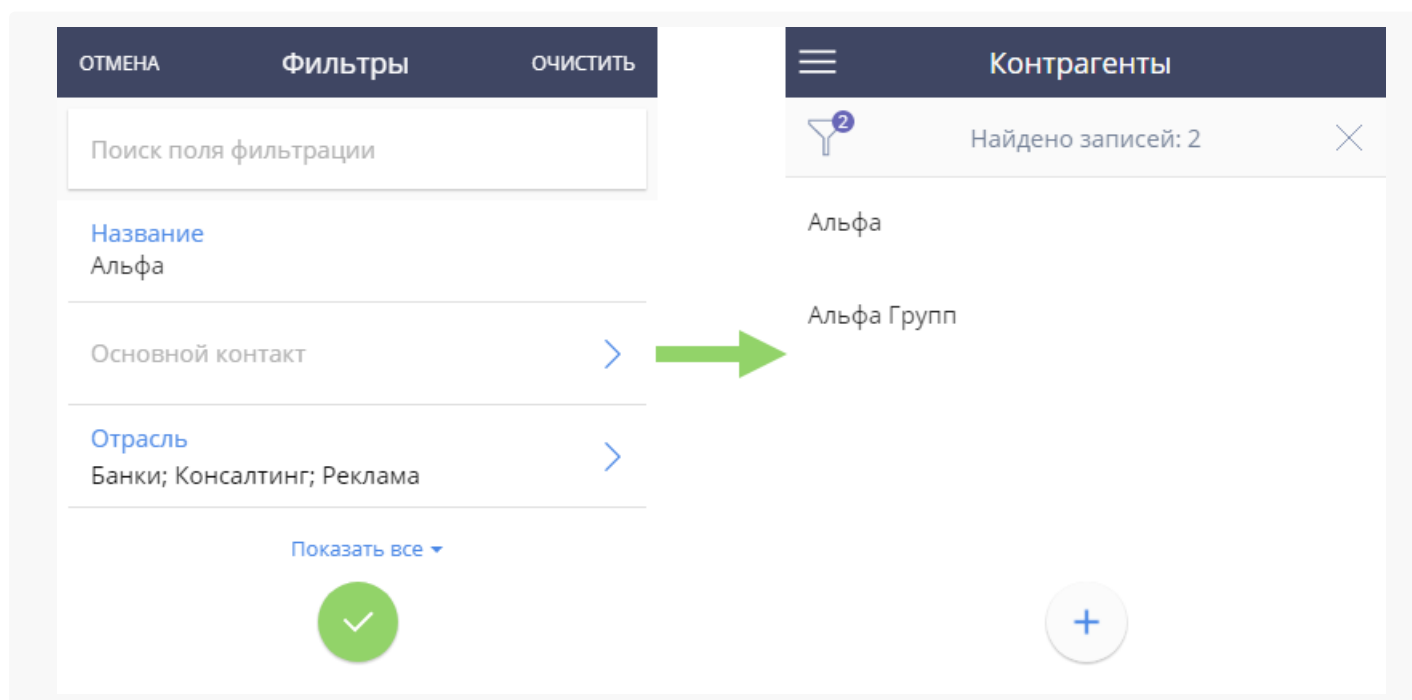 ОТМЕНА Фильтры ОЧИСТИТЬ
Поиск поля фильтрации
Название
Альфа
Основной контакт
Отрасль
Банки; Консалтинг; Реклама
Показать все
Контрагенты
2
Найдено записей: 2
Альфа
Альфа Групп